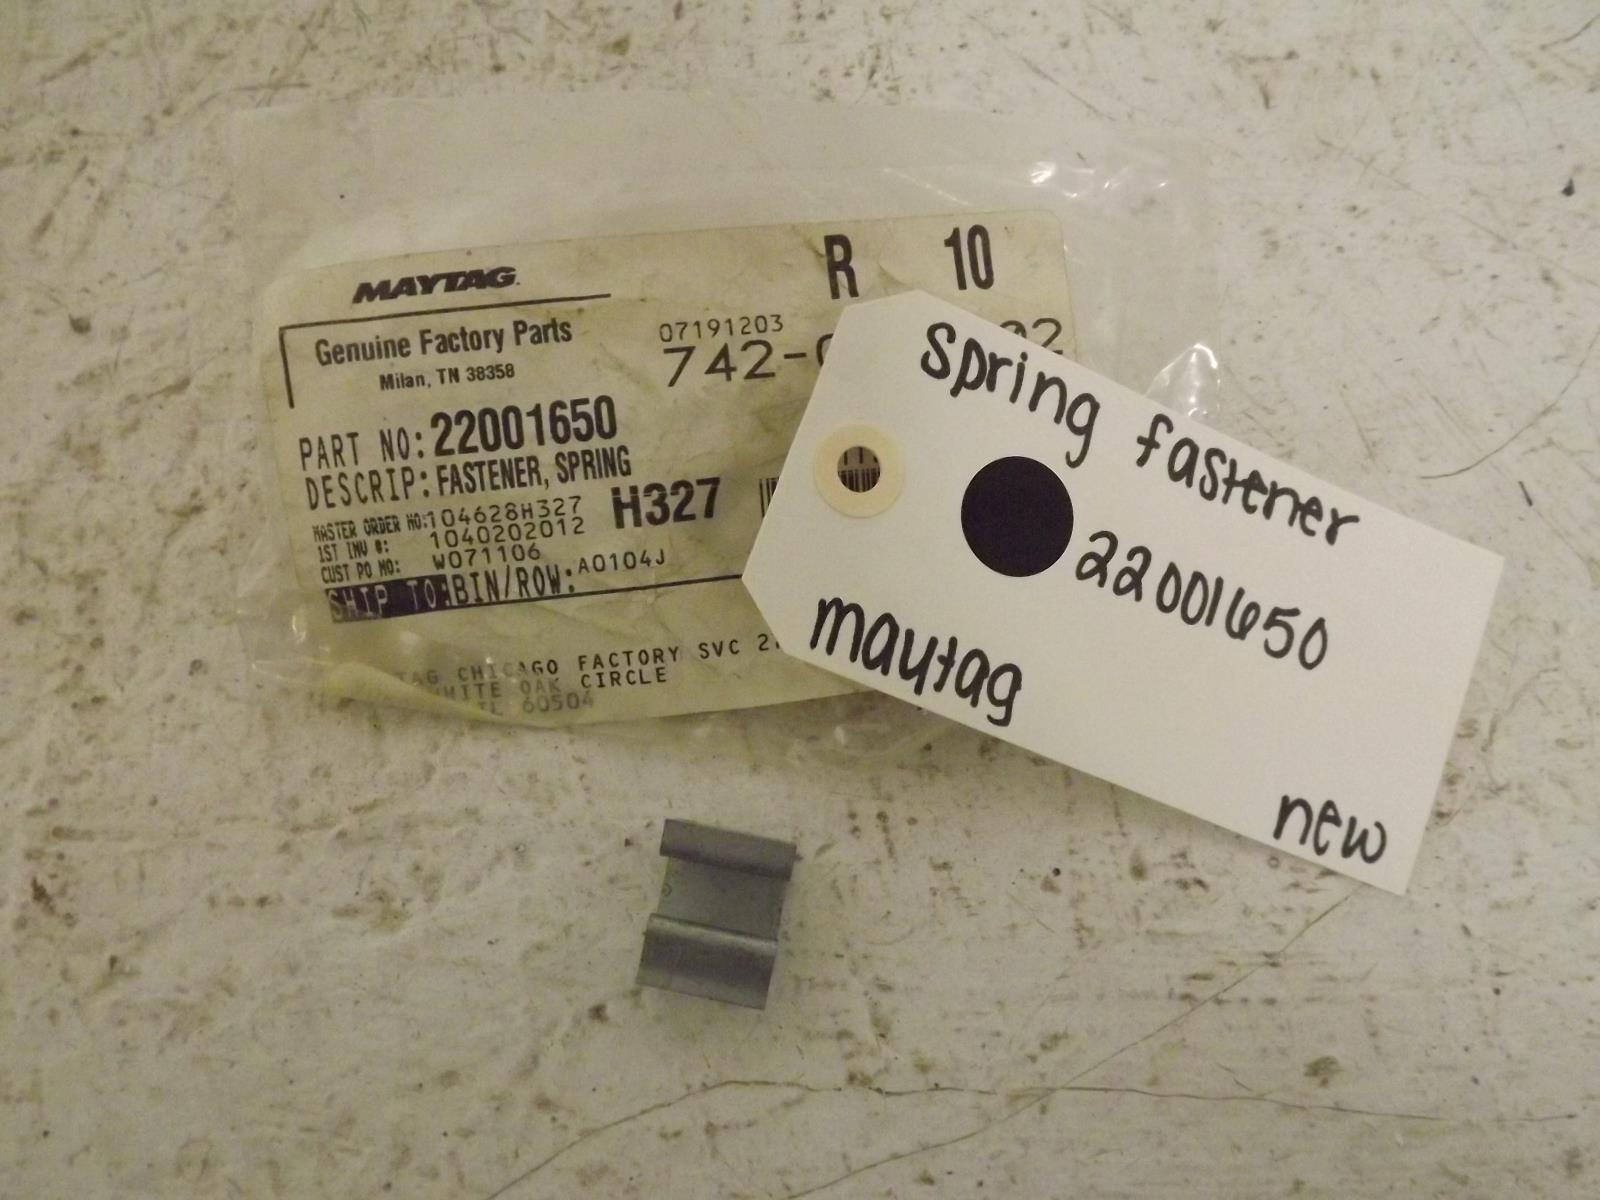 MAYTAG
R 10
Genuine Factory Parts
Milan, TN 38358
07191203
742-
PART NO: 22001650
DESCRIP: FASTENER, SPRING
MASTER ORDER NO: 104628H327
H327
1ST INV #: 1040202012
CUST PO NO: W071106
SHIP TO: BIN/ROW: A0104J
CHICAGO FACTORY SVC
WHITE OAK CIRCLE
IL 60504
Spring fastener
22001650
maytag
new